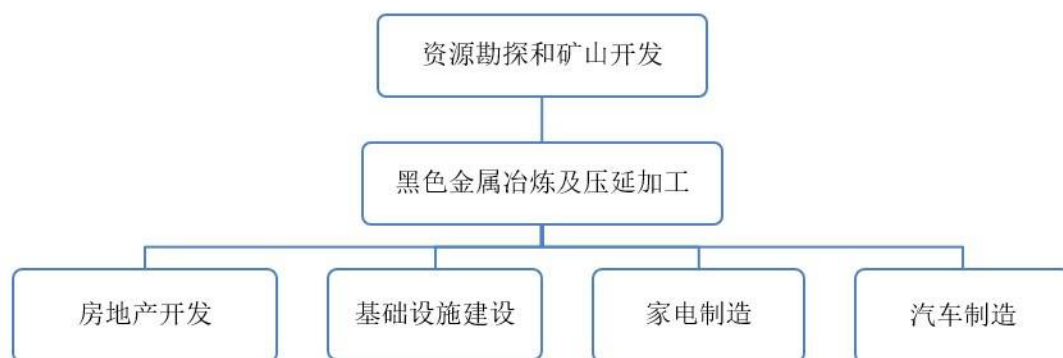 资源勘探和矿山开发
黑色金属冶炼及压延加工
房地产开发
基础设施建设
家电制造
汽车制造